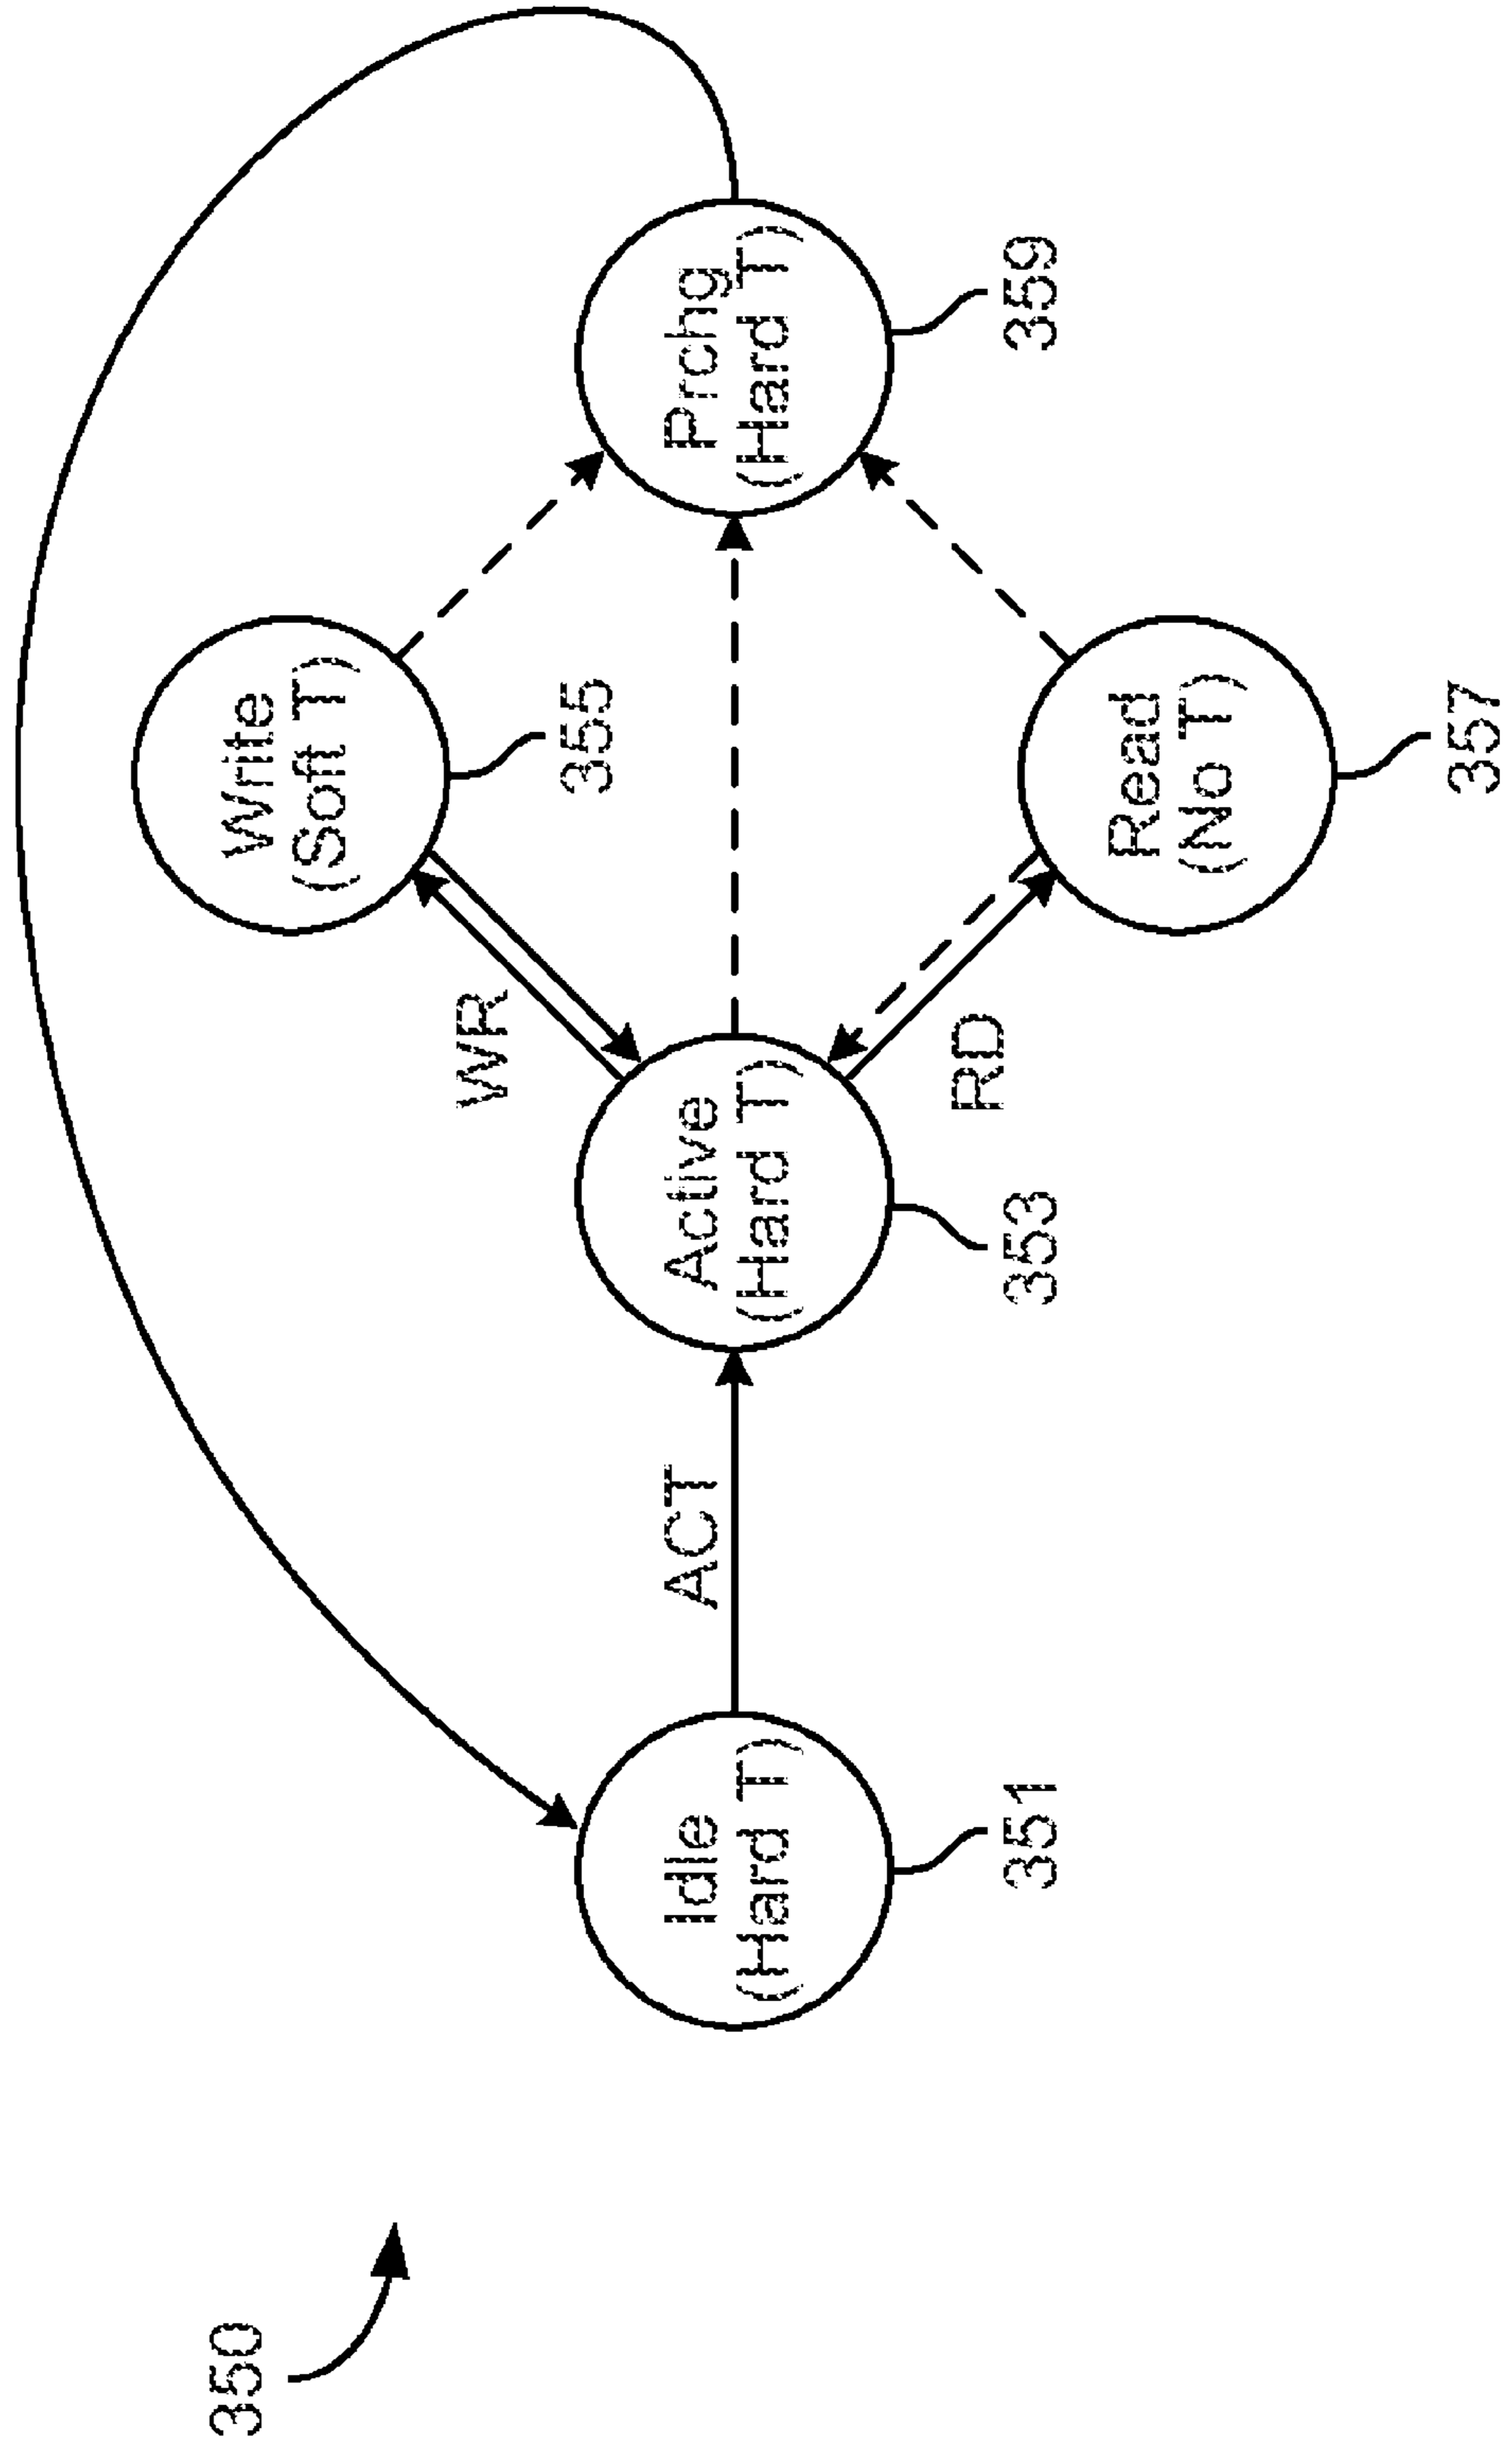 350
Write
(Soft T)
355
WR
Idle
(Hard T)
351
ACT
Active
(Hard T)
353
Prchg
(Hard T)
359
RD
Read
(No T)
357